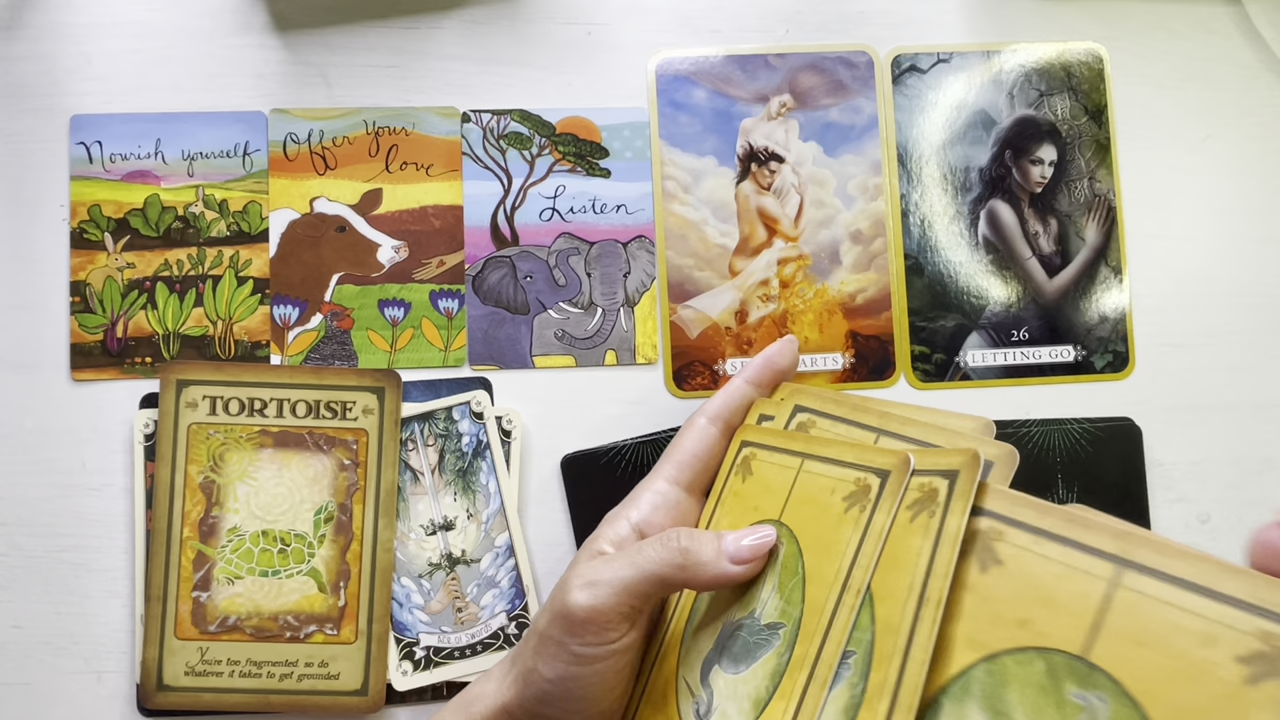 Nourish yourself
Offer your
love
Listen
ARTS
26
LETTING·GO
TORTOISE
You're too fragmented, so do
whatever it takes to get grounded
Ace of Swords